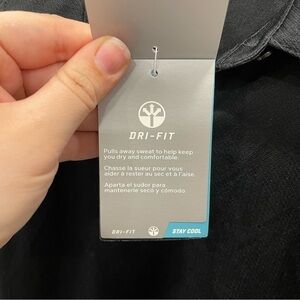 DRI-FIT
Pulls away sweat to help keep
you dry and comfortable.
Chasse la sueur pour vous
aider à rester au sec et à l'aise.
Aparta el sudor para
mantenerte seco y cómodo.
DRI-FIT
STAY COOL